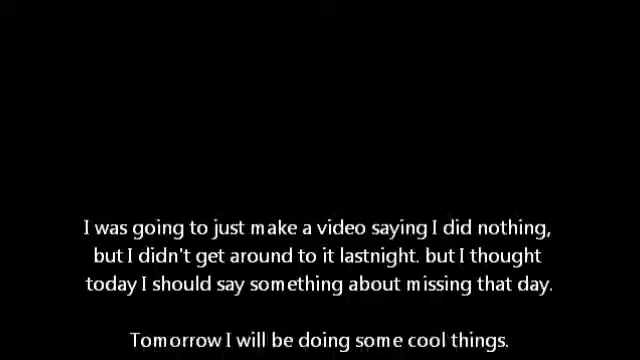 I was going to just make a video saying I did nothing,
but I didn't get around to it lastnight. but I thought
today I should say something about missing that day.
Tomorrow I will be doing some cool things.